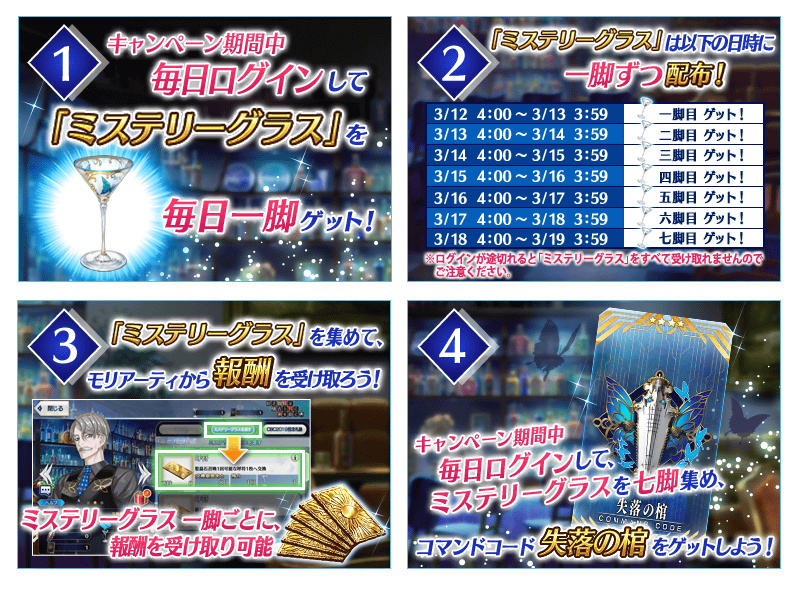 1
キャンペーン期間中
毎日ログインして
「ミステリーグラス」を
毎日一脚ゲット!
2
「ミステリーグラス」は以下の日時に
一脚ずつ配布!
3/12 4:00~3/13 3:59 一脚目 ゲット!
3/13 4:00~3/14 3:59 二脚目 ゲット!
3/14 4:00~3/15 3:59 三脚目 ゲット!
3/15 4:00~3/16 3:59 四脚目 ゲット!
3/16 4:00~3/17 3:59 五脚目 ゲット!
3/17 4:00~3/18 3:59 六脚目 ゲット!
3/18 4:00~3/19 3:59 七脚目 ゲット!
※ログインが途切れると「ミステリーグラス」をすべて受け取れませんので
ご注意ください。
3
「ミステリーグラス」を集めて、
モリアーティから報酬を受け取ろう!
閉じる
ミステリーグラス 一脚ごとに、
報酬を受け取り可能
4
キャンペーン期間中
毎日ログインして、
ミステリーグラスを七脚集め、
失落の棺
COMMAND CODE
コマンドコード 失落の棺 をゲットしよう!